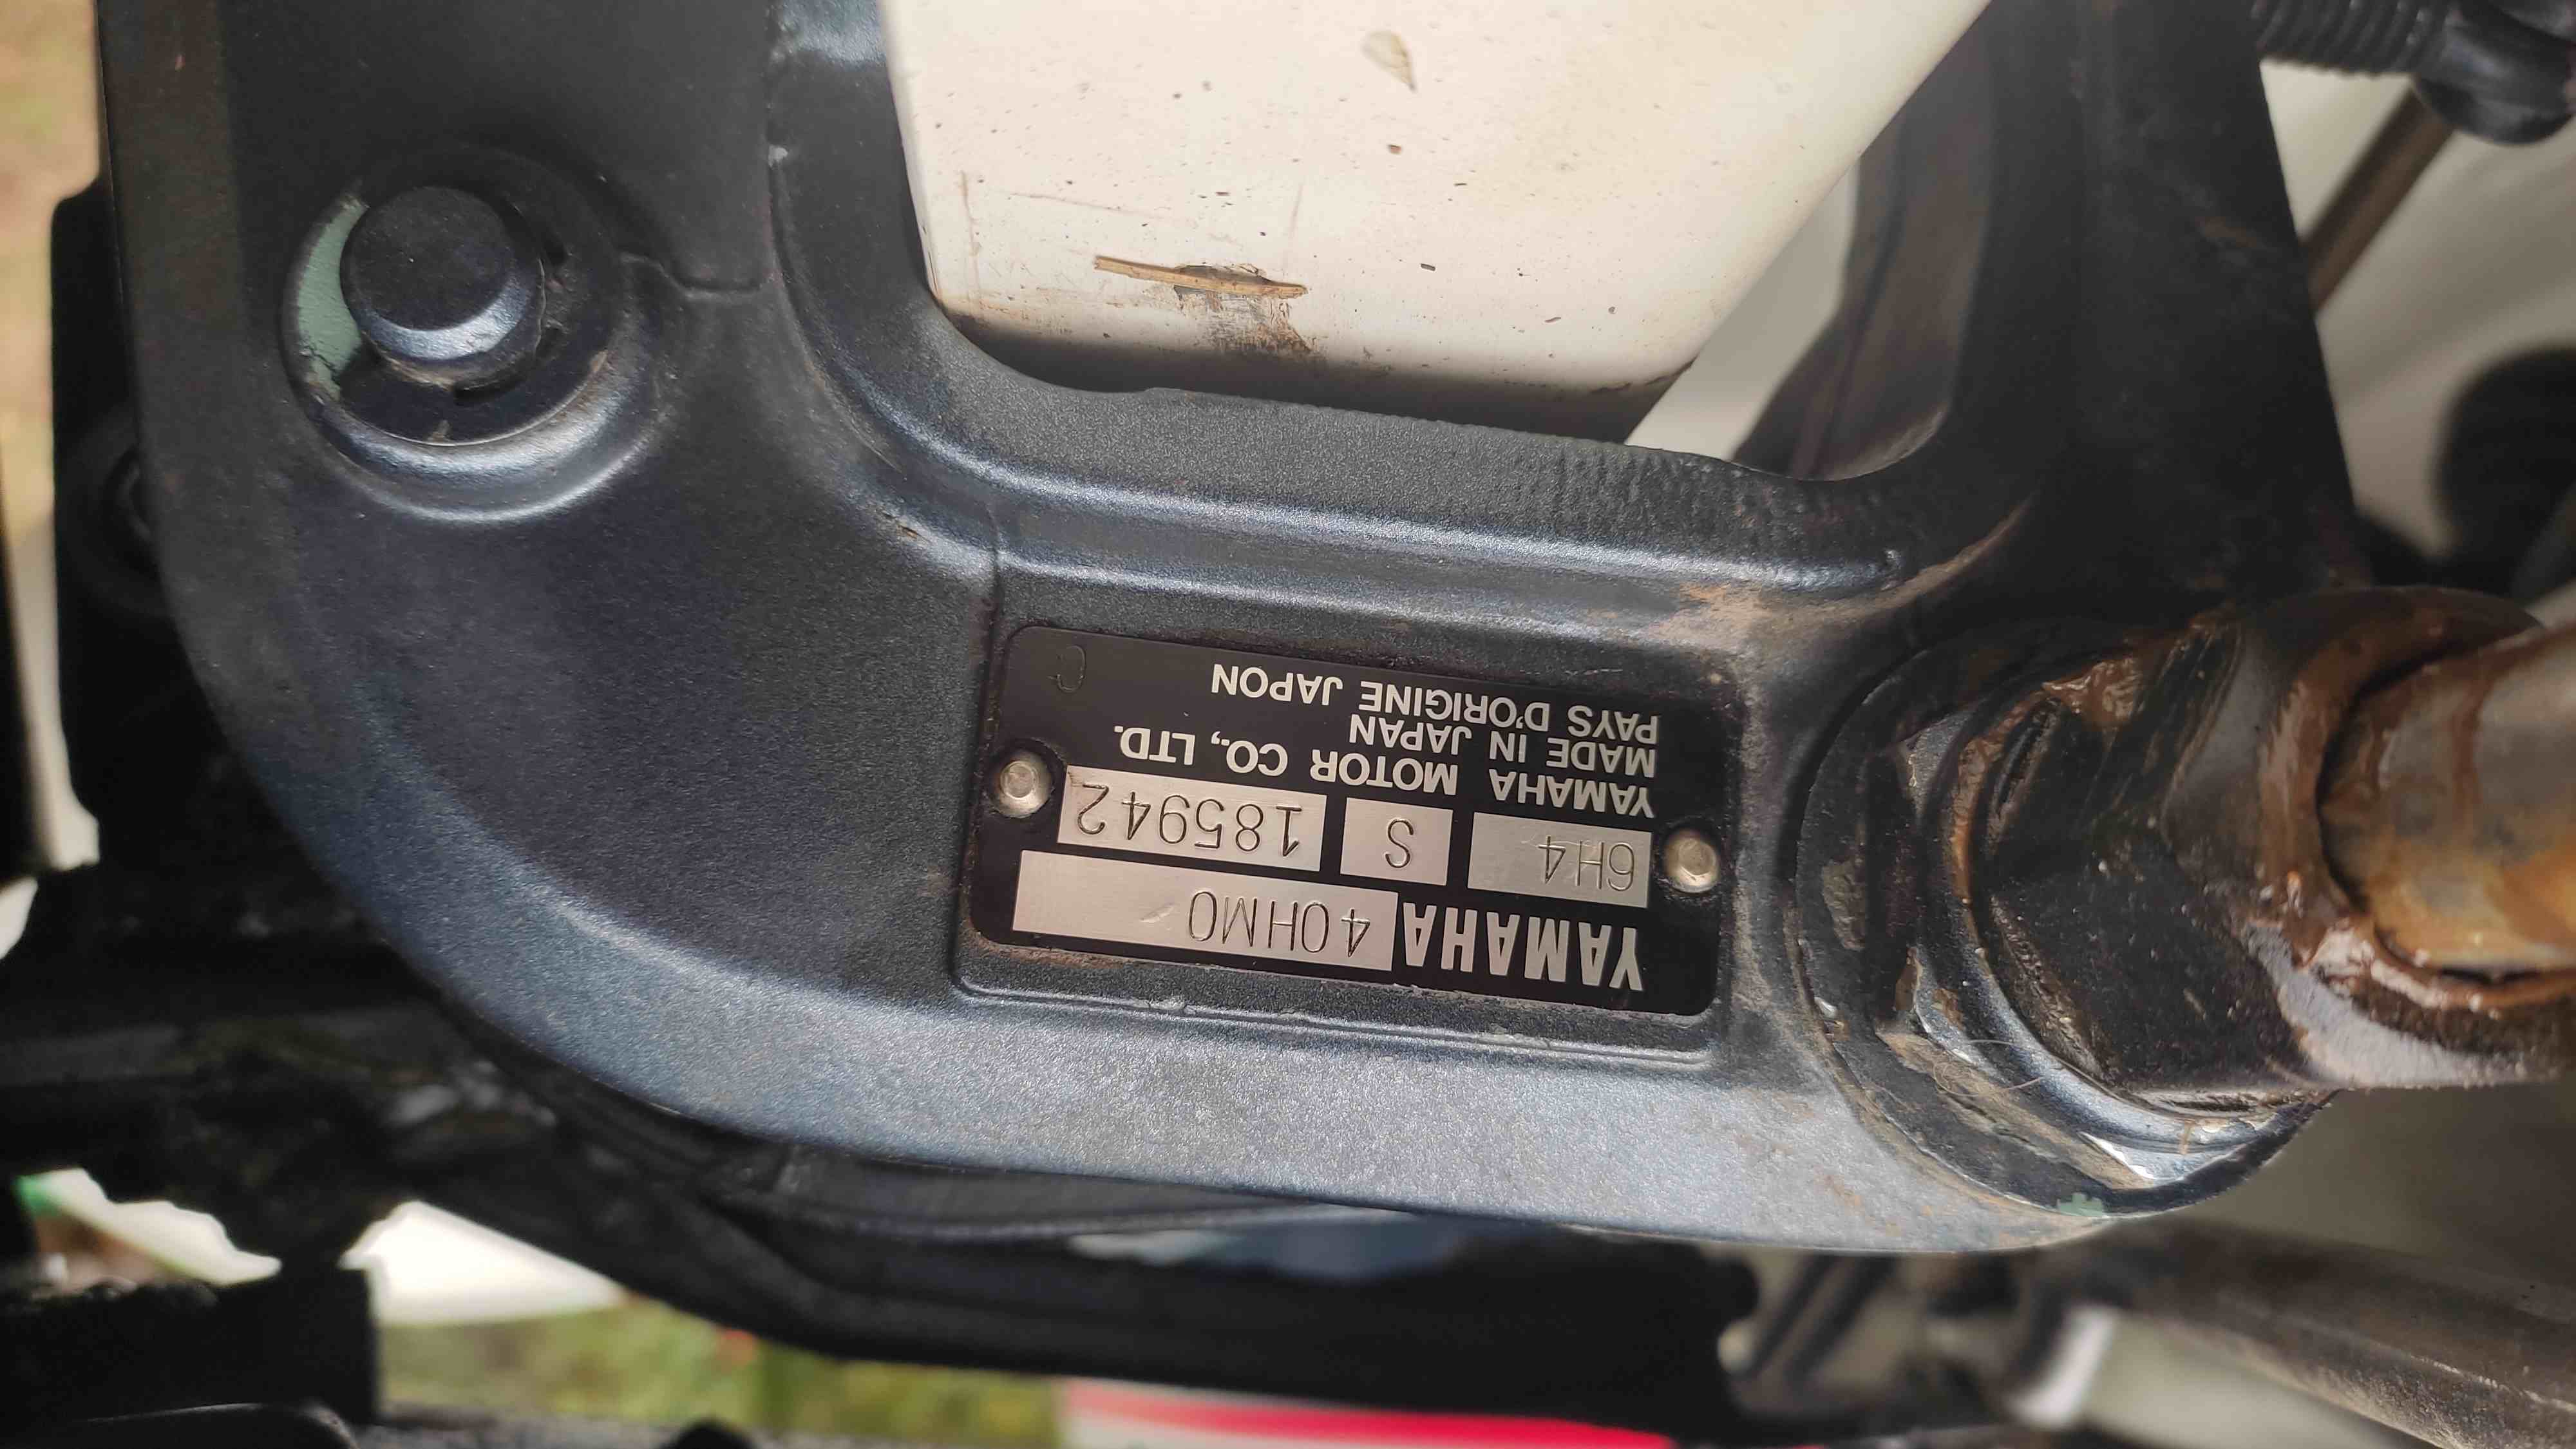 YAMAHA 40HMO
6H4 S 185942
YAMAHA MOTOR CO., LTD.
MADE IN JAPAN
PAYS D'ORIGINE JAPON